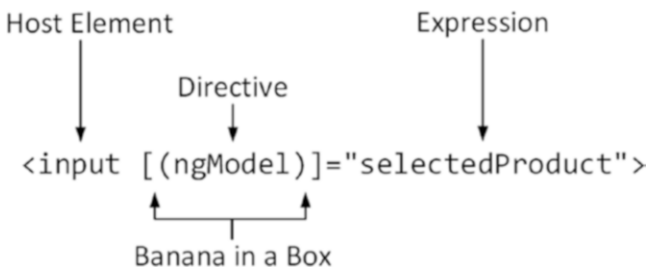 Host Element
Expression
Directive
<input [(ngModel)]="selectedProduct">
Banana in a Box